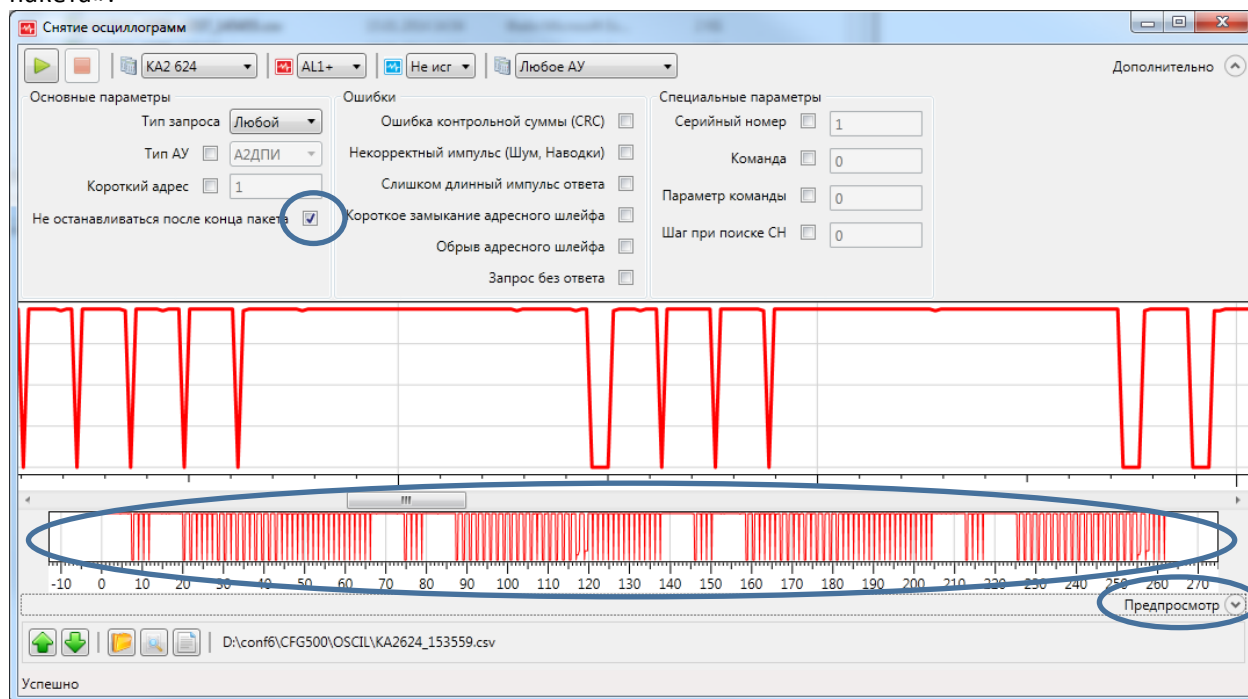 пакета».
Снятие осциллограмм
КА2 624 AL1+ Не исг Любое АУ Дополнительно
Основные параметры Ошибки Специальные параметры
Тип запроса Любой Ошибка контрольной суммы (CRC) Серийный номер 1
Тип АУ А2ДПИ Некорректный импульс (Шум, Наводки) Команда 0
Короткий адрес 1 Слишком длинный импульс ответа Параметр команды 0
Не останавливаться после конца пакета Короткое замыкание адресного шлейфа Шаг при поиске СН 0
Обрыв адресного шлейфа
Запрос без ответа
-10 0 10 20 30 40 50 60 70 80 90 100 110 120 130 140 150 160 170 180 190 200 210 220 230 240 250 260 270
Предпросмотр
D:\conf6\CFG500\OSCIL\KA2624_153559.csv
Успешно